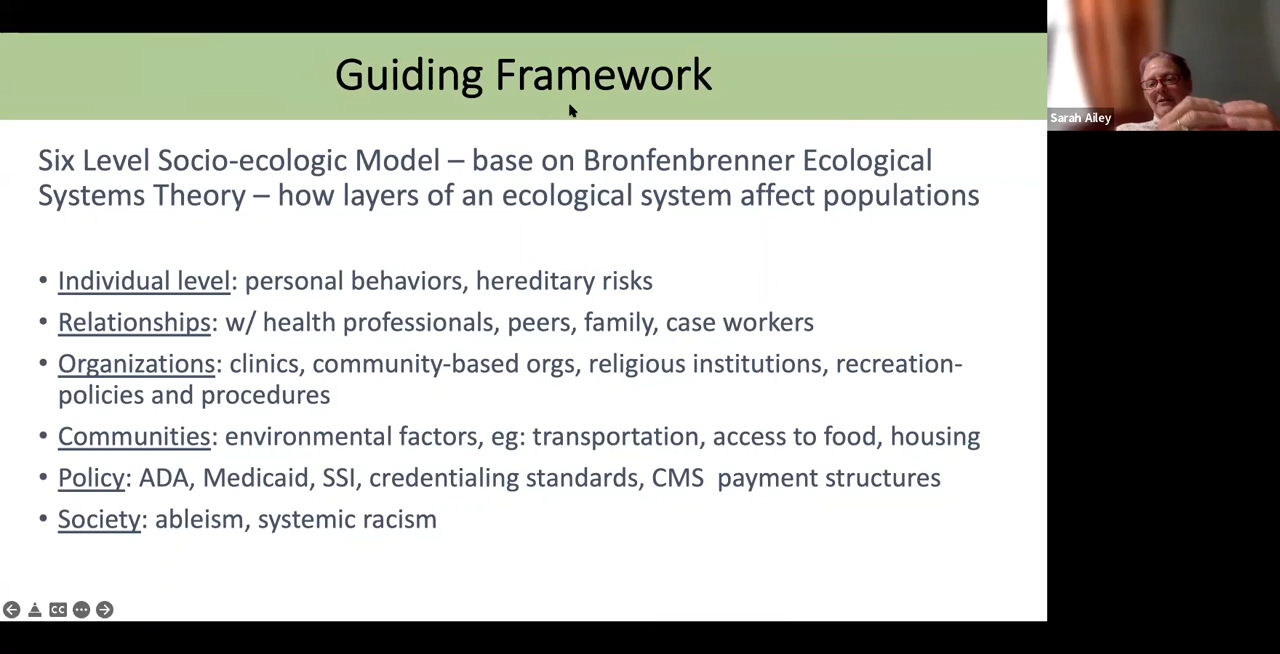 Guiding Framework
Sarah Ailey
Six Level Socio-ecologic Model – base on Bronfenbrenner Ecological
Systems Theory – how layers of an ecological system affect populations
• Individual level: personal behaviors, hereditary risks
• Relationships: w/ health professionals, peers, family, case workers
• Organizations: clinics, community-based orgs, religious institutions, recreation-
policies and procedures
• Communities: environmental factors, eg: transportation, access to food, housing
• Policy: ADA, Medicaid, SSI, credentialing standards, CMS  payment structures
• Society: ableism, systemic racism
CC